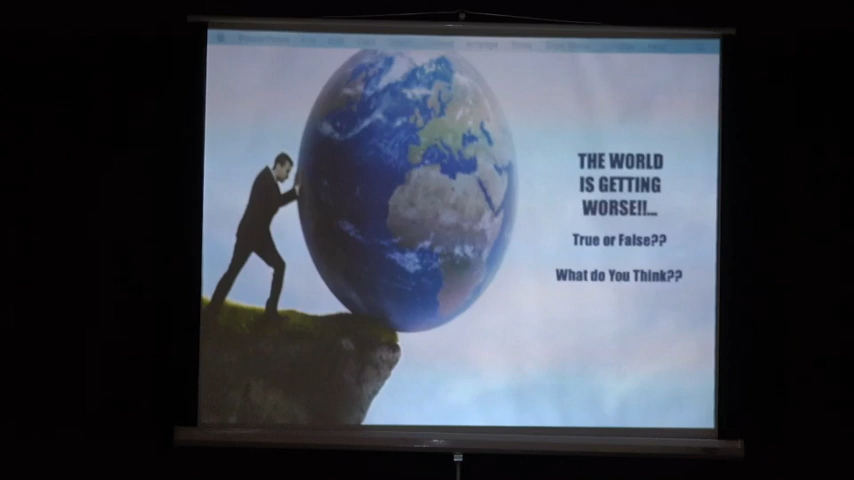 THE WORLD
IS GETTING
WORSE!!...
True or False??
What do You Think??